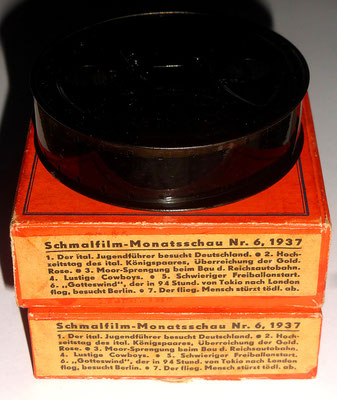 Schmalfilm-Monatsschau Nr. 6, 1937
1. Der ital. Jugendführer besucht Deutschland. • 2. Hoch-
zeitstag des ital. Königspaares, Überreichung der Gold.
Rose. • 3. Moor-Sprengung beim Bau d. Reichsautobahn.
4. Lustige Cowboys. • 5. Schwieriger Freiballonstart.
6. „Gotteswind", der in 94 Stund. von Tokio nach London
flog, besucht Berlin. • 7. Der flieg. Mensch stürzt tödl. ab.
Schmalfilm-Monatsschau Nr. 6, 1937
1. Der ital. Jugendführer besucht Deutschland. • 2. Hoch-
zeitstag des ital. Königspaares, Überreichung der Gold.
Rose. • 3. Moor-Sprengung beim Bau d. Reichsautobahn.
4. Lustige Cowboys. • 5. Schwieriger Freiballonstart.
6. „Gotteswind", der in 94 Stund. von Tokio nach London
flog, besucht Berlin. • 7. Der flieg. Mensch stürzt tödl. ab.